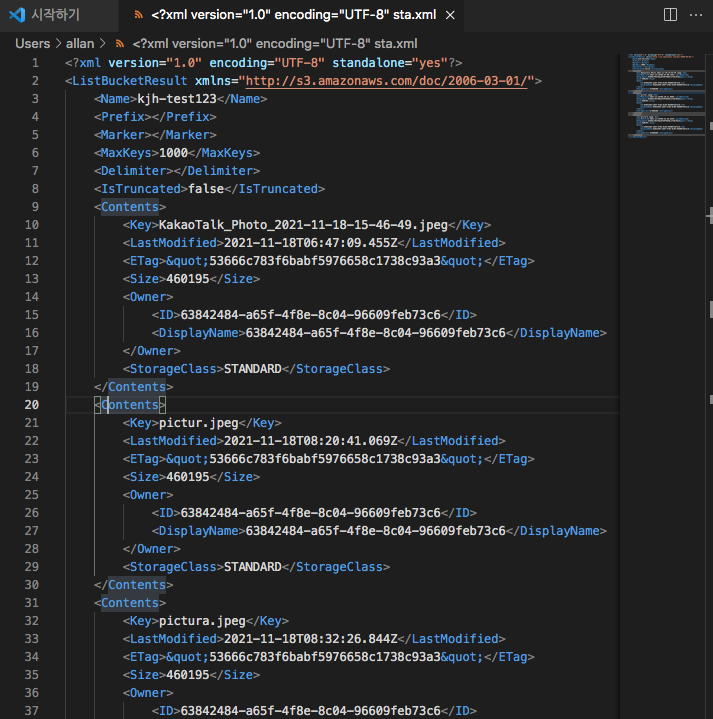 시작하기
<?xml version="1.0" encoding="UTF-8" sta.xml
Users > allan > <?xml version="1.0" encoding="UTF-8" sta.xml
1 <?xml version="1.0" encoding="UTF-8" standalone="yes"?>
2 <ListBucketResult xmlns="http://s3.amazonaws.com/doc/2006-03-01/">
3 <Name>kjh-test123</Name>
4 <Prefix></Prefix>
5 <Marker></Marker>
6 <MaxKeys>1000</MaxKeys>
7 <Delimiter></Delimiter>
8 <IsTruncated>false</IsTruncated>
9 <Contents>
10 <Key>KakaoTalk_Photo_2021-11-18-15-46-49.jpeg</Key>
11 <LastModified>2021-11-18T06:47:09.455Z</LastModified>
12 <ETag>&quot;53666c783f6babf5976658c1738c93a3&quot;</ETag>
13 <Size>460195</Size>
14 <Owner>
15 <ID>63842484-a65f-4f8e-8c04-96609feb73c6</ID>
16 <DisplayName>63842484-a65f-4f8e-8c04-96609feb73c6</DisplayName>
17 </Owner>
18 <StorageClass>STANDARD</StorageClass>
19 </Contents>
20 <Contents>
21 <Key>pictur.jpeg</Key>
22 <LastModified>2021-11-18T08:20:41.069Z</LastModified>
23 <ETag>&quot;53666c783f6babf5976658c1738c93a3&quot;</ETag>
24 <Size>460195</Size>
25 <Owner>
26 <ID>63842484-a65f-4f8e-8c04-96609feb73c6</ID>
27 <DisplayName>63842484-a65f-4f8e-8c04-96609feb73c6</DisplayName>
28 </Owner>
29 <StorageClass>STANDARD</StorageClass>
30 </Contents>
31 <Contents>
32 <Key>pictura.jpeg</Key>
33 <LastModified>2021-11-18T08:32:26.844Z</LastModified>
34 <ETag>&quot;53666c783f6babf5976658c1738c93a3&quot;</ETag>
35 <Size>460195</Size>
36 <Owner>
37 <ID>63842484-a65f-4f8e-8c04-96609feb73c6</ID>